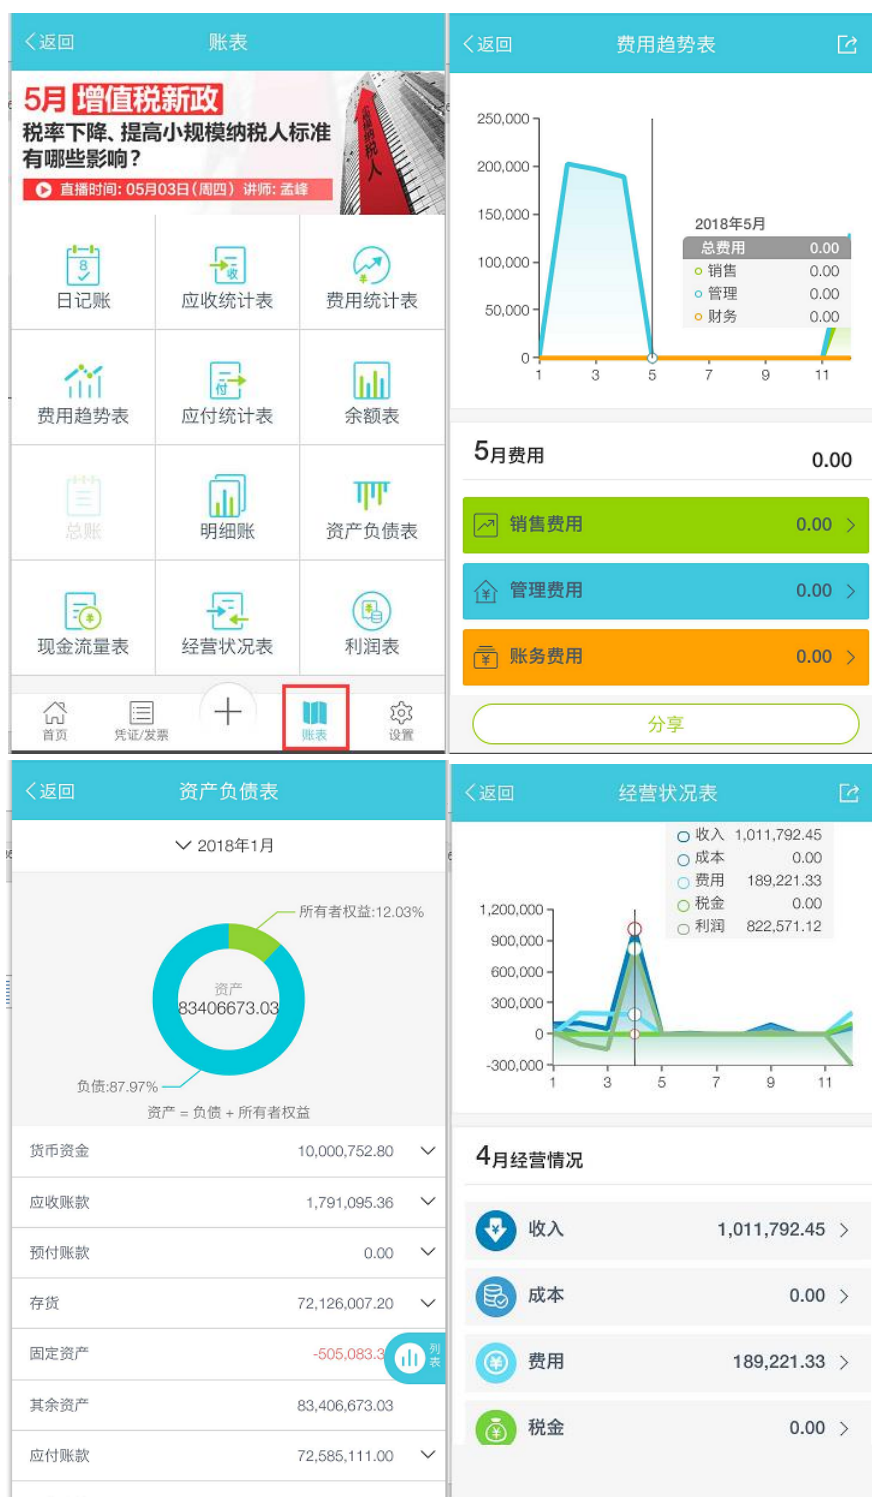 返回
账表
5月 增值税新政
税率下降、提高小规模纳税人标准
有哪些影响？
直播时间: 05月03日(周四) 讲师: 孟峰
日记账
应收统计表
费用统计表
费用趋势表
应付统计表
余额表
总账
明细账
资产负债表
现金流量表
经营状况表
利润表
首页
凭证/发票
账表
设置
返回
费用趋势表
250,000
200,000
150,000
100,000
50,000
0
1 3 5 7 9 11
2018年5月
总费用 0.00
销售 0.00
管理 0.00
财务 0.00
5月费用 0.00
销售费用 0.00
管理费用 0.00
账务费用 0.00
分享
返回
资产负债表
2018年1月
所有者权益:12.03%
资产
83406673.03
负债:87.97%
资产 = 负债 + 所有者权益
货币资金 10,000,752.80
应收账款 1,791,095.36
预付账款 0.00
存货 72,126,007.20
固定资产 -505,083.3
列表
其余资产 83,406,673.03
应付账款 72,585,111.00
返回
经营状况表
收入 1,011,792.45
成本 0.00
费用 189,221.33
税金 0.00
利润 822,571.12
1,200,000
900,000
600,000
300,000
0
-300,000
1 3 5 7 9 11
4月经营情况
收入 1,011,792.45
成本 0.00
费用 189,221.33
税金 0.00